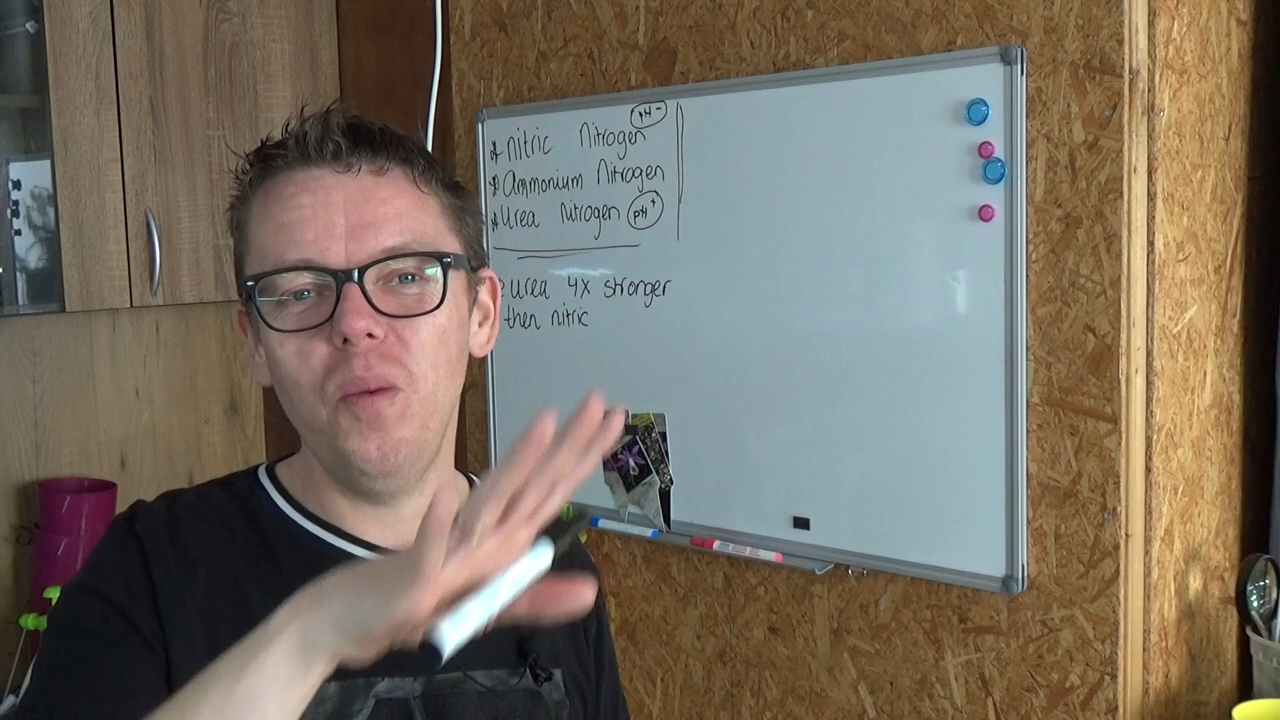 pH -
* Nitric Nitrogen
* Ammonium Nitrogen
* Urea Nitrogen pH +
urea 4x stronger
then nitric